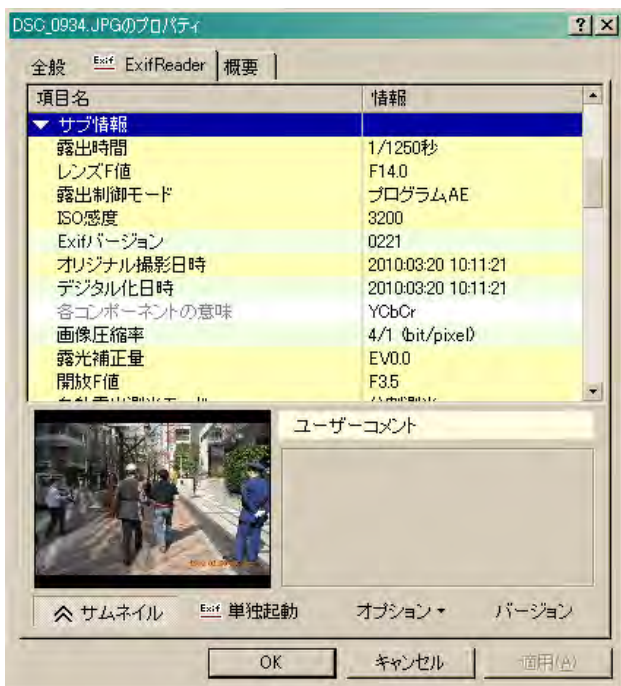 DSC_0934.JPGのプロパティ
全般 Exif ExifReader 概要
項目名 情報
▼ サブ情報
露出時間 1/1250秒
レンズF値 F14.0
露出制御モード プログラムAE
ISO感度 3200
Exifバージョン 0221
オリジナル撮影日時 2010:03:20 10:11:21
デジタル化日時 2010:03:20 10:11:21
各コンポーネントの意味 YCbCr
画像圧縮率 4/1 (bit/pixel)
露光補正量 EV0.0
開放F値 F3.5
ユーザーコメント
サムネイル Exif 単独起動 オプション バージョン
OK キャンセル 適用(A)